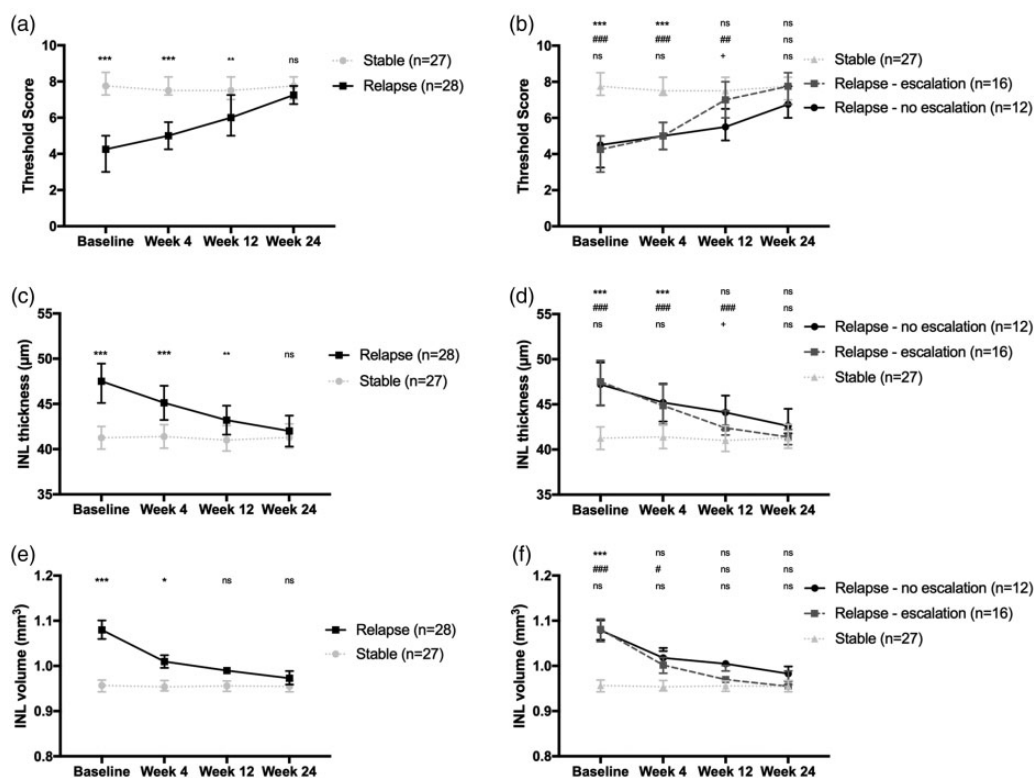 (a)
Threshold Score
10
8
6
4
2
0
*** *** ** ns
Stable (n=27)
Relapse (n=28)
Baseline Week 4 Week 12 Week 24
(b)
Threshold Score
10
8
6
4
2
0
*** *** ns ns
### ### ## ns
ns ns + ns
Stable (n=27)
Relapse - escalation (n=16)
Relapse - no escalation (n=12)
Baseline Week 4 Week 12 Week 24
(c)
INL thickness (µm)
55
50
45
40
35
*** *** ** ns
Relapse (n=28)
Stable (n=27)
Baseline Week 4 Week 12 Week 24
(d)
INL thickness (µm)
55
50
45
40
35
*** *** ns ns
### ### ### ns
ns ns + ns
Relapse - no escalation (n=12)
Relapse - escalation (n=16)
Stable (n=27)
Baseline Week 4 Week 12 Week 24
(e)
INL volume (mm³)
1.2
1.1
1.0
0.9
0.8
*** * ns ns
Relapse (n=28)
Stable (n=27)
Baseline Week 4 Week 12 Week 24
(f)
INL volume (mm³)
1.2
1.1
1.0
0.9
0.8
*** ns ns ns
### # ns ns
ns ns ns ns
Relapse - no escalation (n=12)
Relapse - escalation (n=16)
Stable (n=27)
Baseline Week 4 Week 12 Week 24